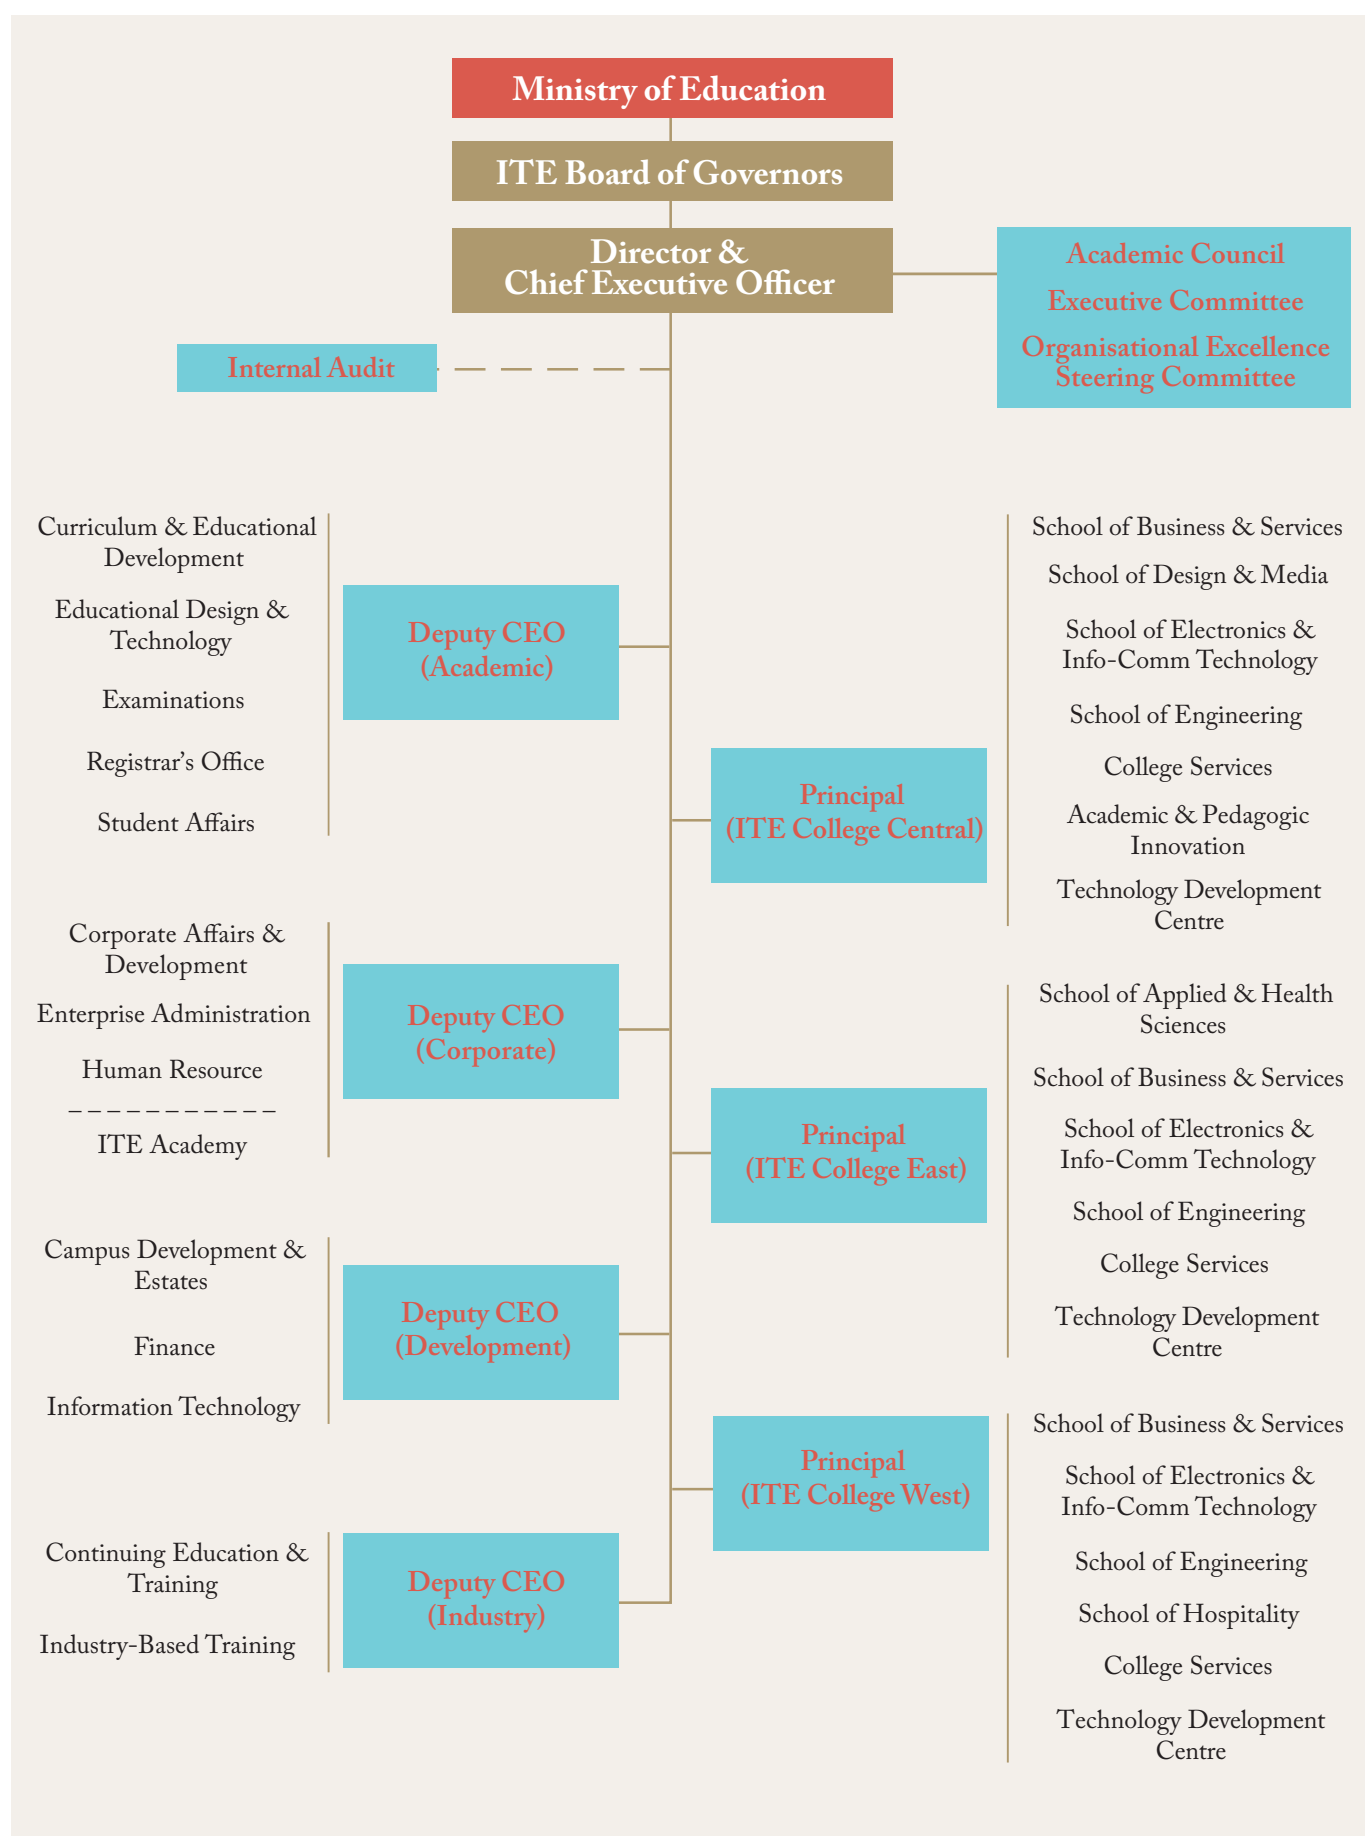 Ministry of Education
ITE Board of Governors
Director &
Chief Executive Officer
Academic Council
Executive Committee
Organisational Excellence
Steering Committee
Internal Audit
Curriculum & Educational
Development
Educational Design &
Technology
Examinations
Registrar’s Office
Student Affairs
Deputy CEO
(Academic)
Principal
(ITE College Central)
School of Business & Services
School of Design & Media
School of Electronics &
Info-Comm Technology
School of Engineering
College Services
Academic & Pedagogic
Innovation
Technology Development
Centre
Corporate Affairs &
Development
Enterprise Administration
Human Resource
ITE Academy
Deputy CEO
(Corporate)
Principal
(ITE College East)
School of Applied & Health
Sciences
School of Business & Services
School of Electronics &
Info-Comm Technology
School of Engineering
College Services
Technology Development
Centre
Campus Development &
Estates
Finance
Information Technology
Deputy CEO
(Development)
Principal
(ITE College West)
School of Business & Services
School of Electronics &
Info-Comm Technology
School of Engineering
School of Hospitality
College Services
Technology Development
Centre
Continuing Education &
Training
Industry-Based Training
Deputy CEO
(Industry)